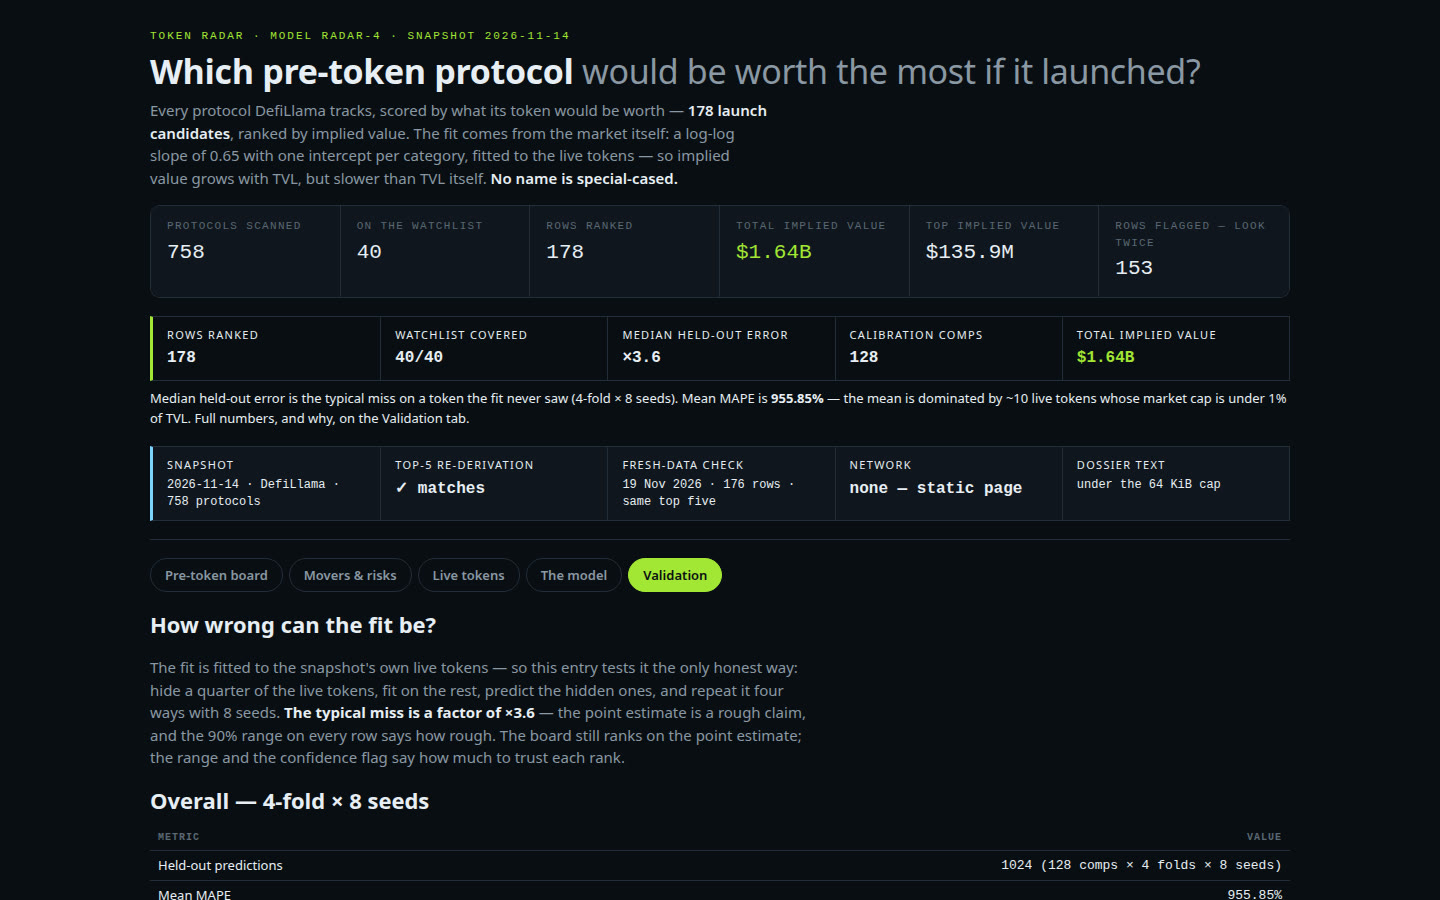 TOKEN RADAR · MODEL RADAR-4 · SNAPSHOT 2026-11-14
Which pre-token protocol would be worth the most if it launched?
Every protocol DefiLlama tracks, scored by what its token would be worth — 178 launch
candidates, ranked by implied value. The fit comes from the market itself: a log-log
slope of 0.65 with one intercept per category, fitted to the live tokens — so implied
value grows with TVL, but slower than TVL itself. No name is special-cased.
PROTOCOLS SCANNED
758
ON THE WATCHLIST
40
ROWS RANKED
178
TOTAL IMPLIED VALUE
$1.64B
TOP IMPLIED VALUE
$135.9M
ROWS FLAGGED — LOOK
TWICE
153
ROWS RANKED
178
WATCHLIST COVERED
40/40
MEDIAN HELD-OUT ERROR
×3.6
CALIBRATION COMPS
128
TOTAL IMPLIED VALUE
$1.64B
Median held-out error is the typical miss on a token the fit never saw (4-fold × 8 seeds). Mean MAPE is 955.85% — the mean is dominated by ~10 live tokens whose market cap is under 1%
of TVL. Full numbers, and why, on the Validation tab.
SNAPSHOT
2026-11-14 · DefiLlama ·
758 protocols
TOP-5 RE-DERIVATION
✓ matches
FRESH-DATA CHECK
19 Nov 2026 · 176 rows ·
same top five
NETWORK
none — static page
DOSSIER TEXT
under the 64 KiB cap
Pre-token board
Movers & risks
Live tokens
The model
Validation
How wrong can the fit be?
The fit is fitted to the snapshot's own live tokens — so this entry tests it the only honest way:
hide a quarter of the live tokens, fit on the rest, predict the hidden ones, and repeat it four
ways with 8 seeds. The typical miss is a factor of ×3.6 — the point estimate is a rough claim,
and the 90% range on every row says how rough. The board still ranks on the point estimate;
the range and the confidence flag say how much to trust each rank.
Overall — 4-fold × 8 seeds
METRIC VALUE
Held-out predictions 1024 (128 comps × 4 folds × 8 seeds)
Mean MAPE 955.85%